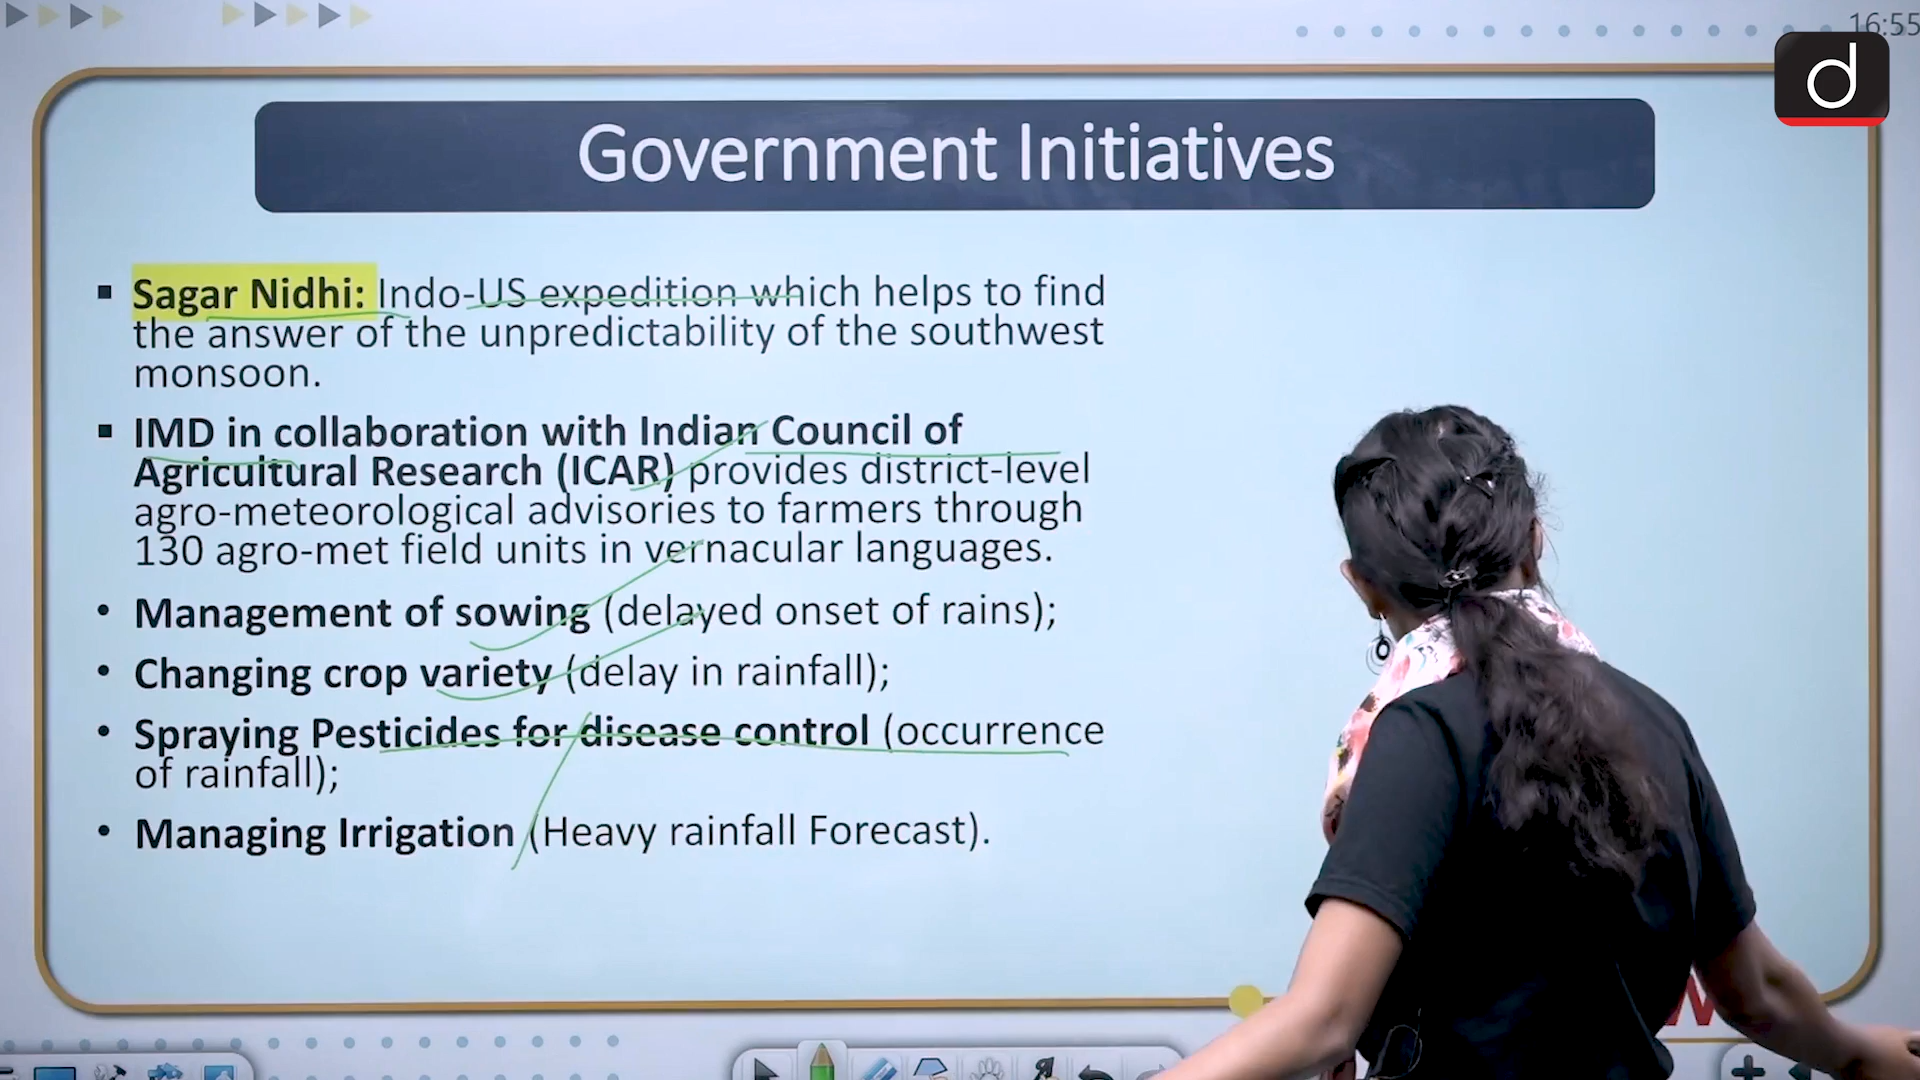 16:55
d
Government Initiatives
▪ Sagar Nidhi: Indo-US expedition which helps to find
the answer of the unpredictability of the southwest
monsoon.
▪ IMD in collaboration with Indian Council of
Agricultural Research (ICAR) provides district-level
agro-meteorological advisories to farmers through
130 agro-met field units in vernacular languages.
• Management of sowing (delayed onset of rains);
• Changing crop variety (delay in rainfall);
• Spraying Pesticides for disease control (occurrence
of rainfall);
• Managing Irrigation (Heavy rainfall Forecast).